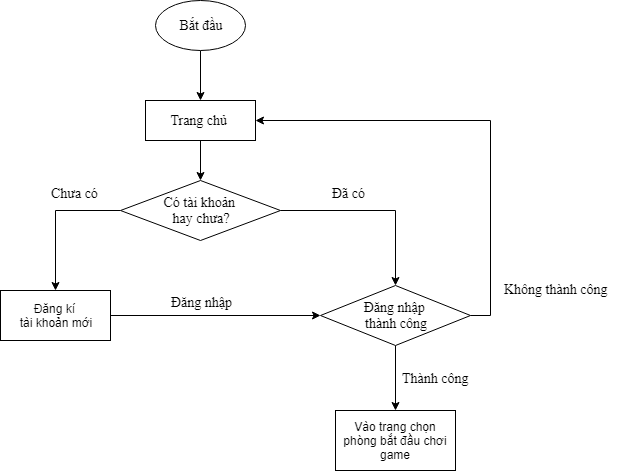 Bắt đầu
Trang chủ
Chưa có
Có tài khoản
hay chưa?
Đã có
Đăng kí
tài khoản mới
Đăng nhập
Đăng nhập
thành công
Không thành công
Thành công
Vào trang chọn
phòng bắt đầu chơi
game